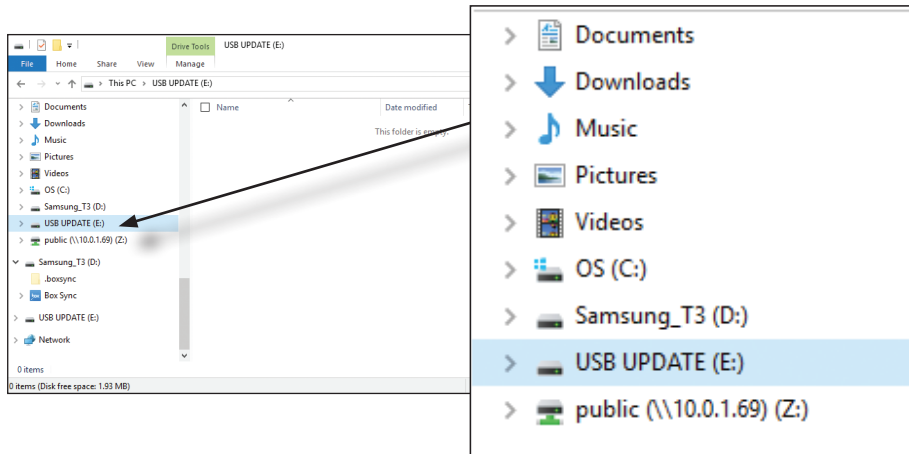 Drive Tools USB UPDATE (E:)
File Home Share View Manage
This PC > USB UPDATE (E:)
Documents
Downloads
Music
Pictures
Videos
OS (C:)
Samsung_T3 (D:)
USB UPDATE (E:)
public (\\10.0.1.69) (Z:)
Samsung_T3 (D:)
.boxsync
Box Sync
USB UPDATE (E:)
Network
Name Date modified
This folder is empty.
0 items
0 items (Disk free space: 1.93 MB)
Documents
Downloads
Music
Pictures
Videos
OS (C:)
Samsung_T3 (D:)
USB UPDATE (E:)
public (\\10.0.1.69) (Z:)